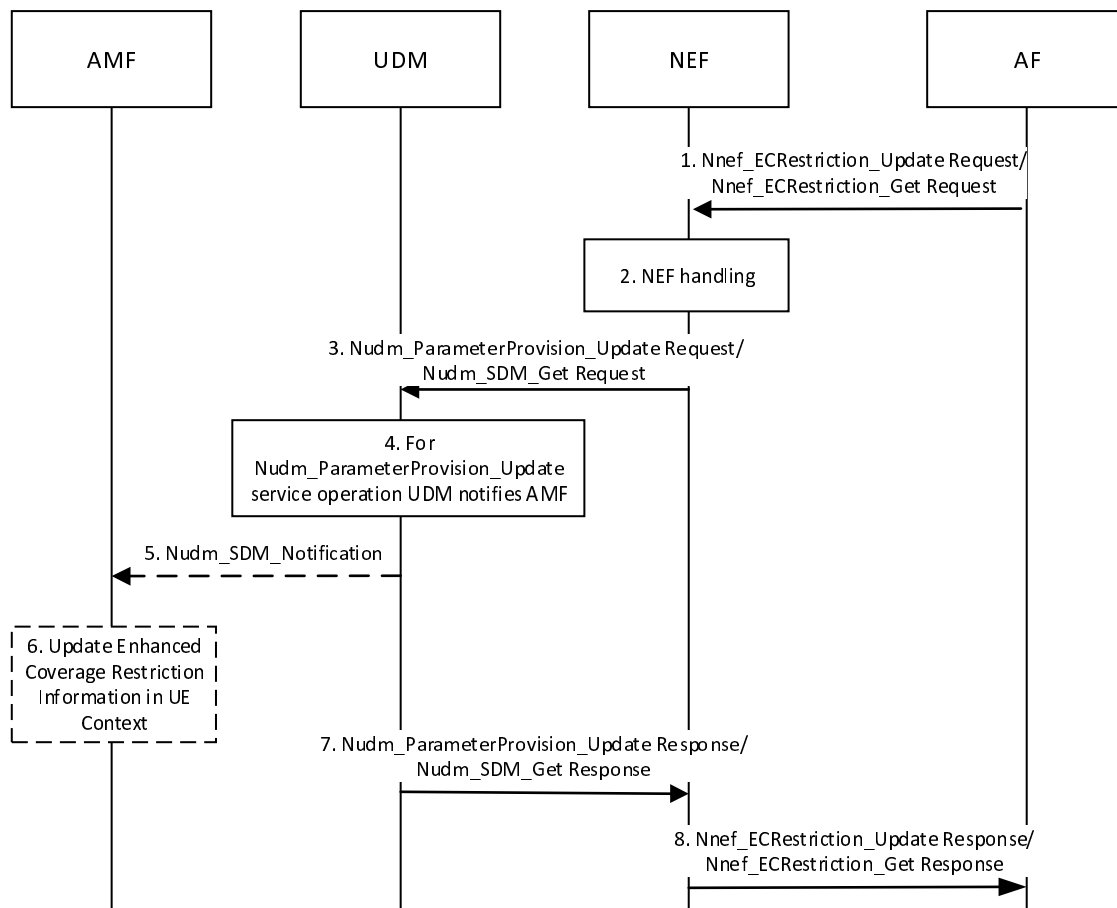 AMF
UDM
NEF
AF
1. Nnef_ECRestriction_Update Request/
Nnef_ECRestriction_Get Request
2. NEF handling
3. Nudm_ParameterProvision_Update Request/
Nudm_SDM_Get Request
4. For
Nudm_ParameterProvision_Update
service operation UDM notifies AMF
5. Nudm_SDM_Notification
6. Update Enhanced
Coverage Restriction
Information in UE
Context
7. Nudm_ParameterProvision_Update Response/
Nudm_SDM_Get Response
8. Nnef_ECRestriction_Update Response/
Nnef_ECRestriction_Get Response